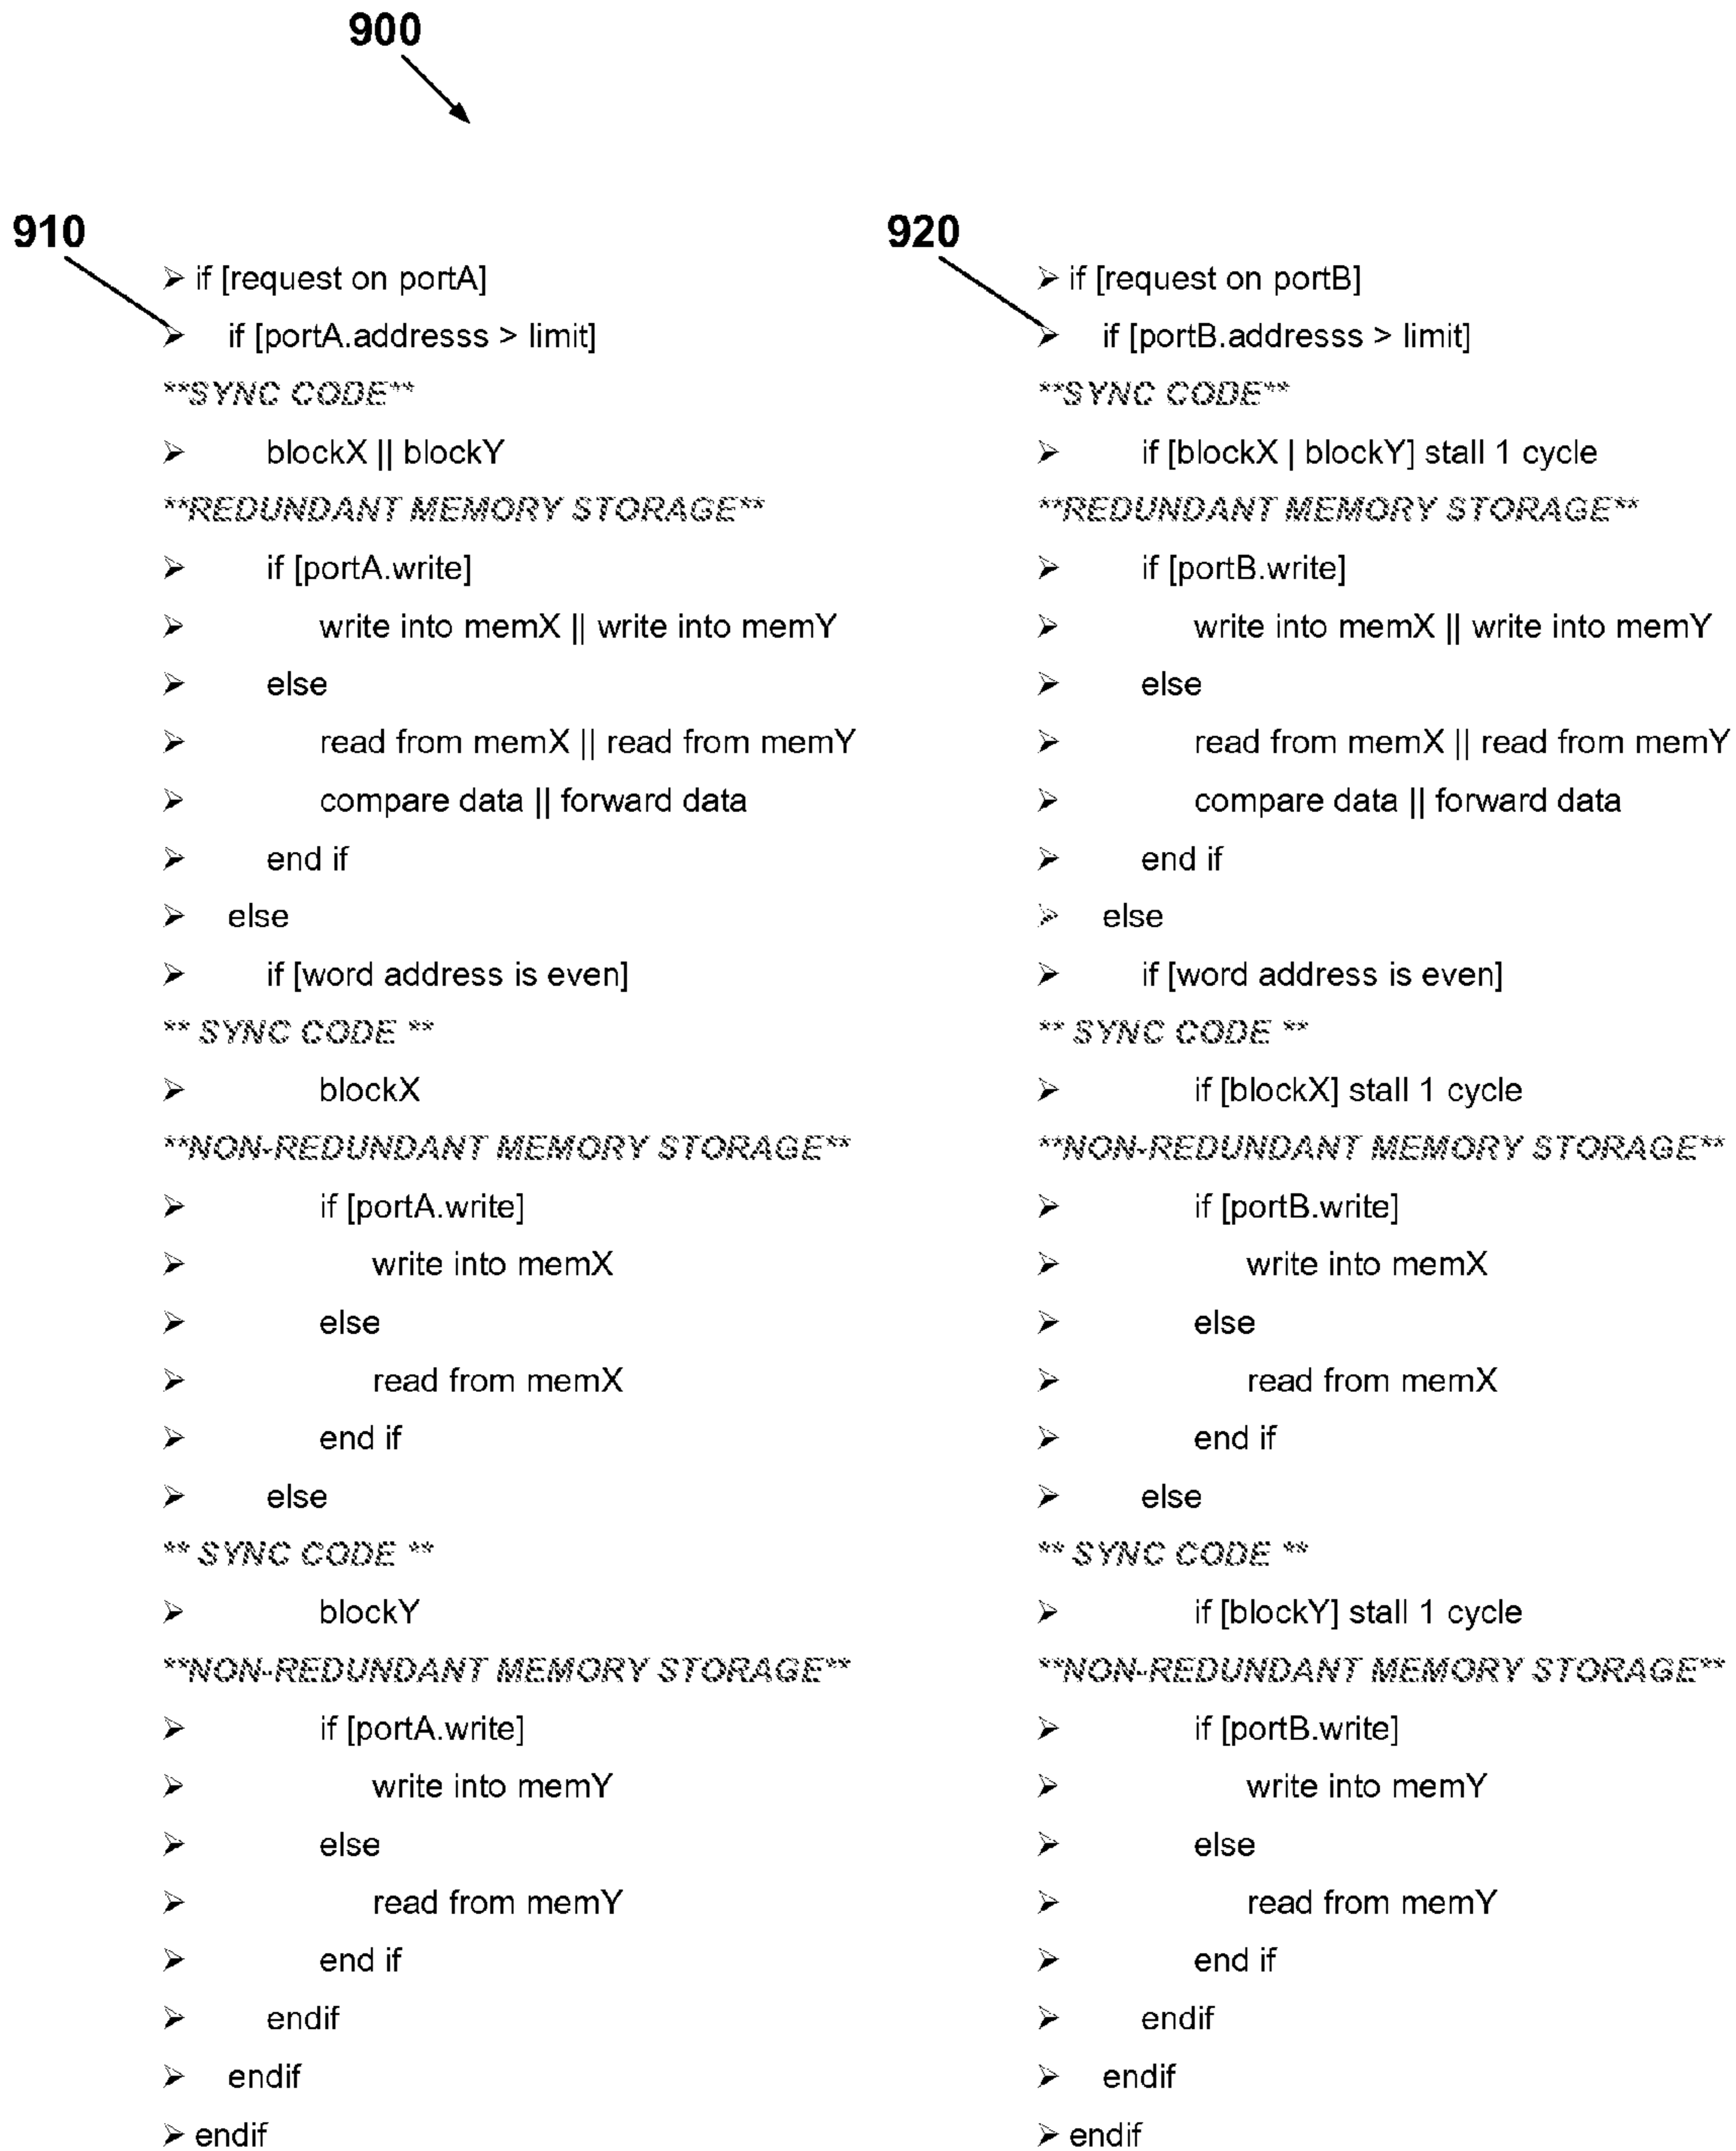 900
910
➢ if [request on portA]
➢ if [portA.addresss > limit]
**SYNC CODE**
➢ blockX || blockY
**REDUNDANT MEMORY STORAGE**
➢ if [portA.write]
➢ write into memX || write into memY
➢ else
➢ read from memX || read from memY
➢ compare data || forward data
➢ end if
➢ else
➢ if [word address is even]
** SYNC CODE **
➢ blockX
**NON-REDUNDANT MEMORY STORAGE**
➢ if [portA.write]
➢ write into memX
➢ else
➢ read from memX
➢ end if
➢ else
** SYNC CODE **
➢ blockY
**NON-REDUNDANT MEMORY STORAGE**
➢ if [portA.write]
➢ write into memY
➢ else
➢ read from memY
➢ end if
➢ endif
➢ endif
➢ endif
920
➢ if [request on portB]
➢ if [portB.addresss > limit]
**SYNC CODE**
➢ if [blockX | blockY] stall 1 cycle
**REDUNDANT MEMORY STORAGE**
➢ if [portB.write]
➢ write into memX || write into memY
➢ else
➢ read from memX || read from memY
➢ compare data || forward data
➢ end if
➢ else
➢ if [word address is even]
** SYNC CODE **
➢ if [blockX] stall 1 cycle
**NON-REDUNDANT MEMORY STORAGE**
➢ if [portB.write]
➢ write into memX
➢ else
➢ read from memX
➢ end if
➢ else
** SYNC CODE **
➢ if [blockY] stall 1 cycle
**NON-REDUNDANT MEMORY STORAGE**
➢ if [portB.write]
➢ write into memY
➢ else
➢ read from memY
➢ end if
➢ endif
➢ endif
➢ endif